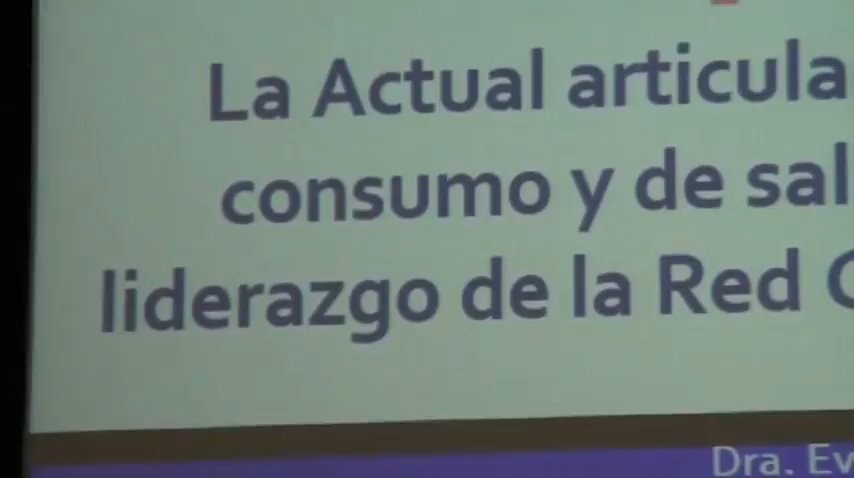 La Actual articula
consumo y de sal
liderazgo de la Red
Dra. Ev